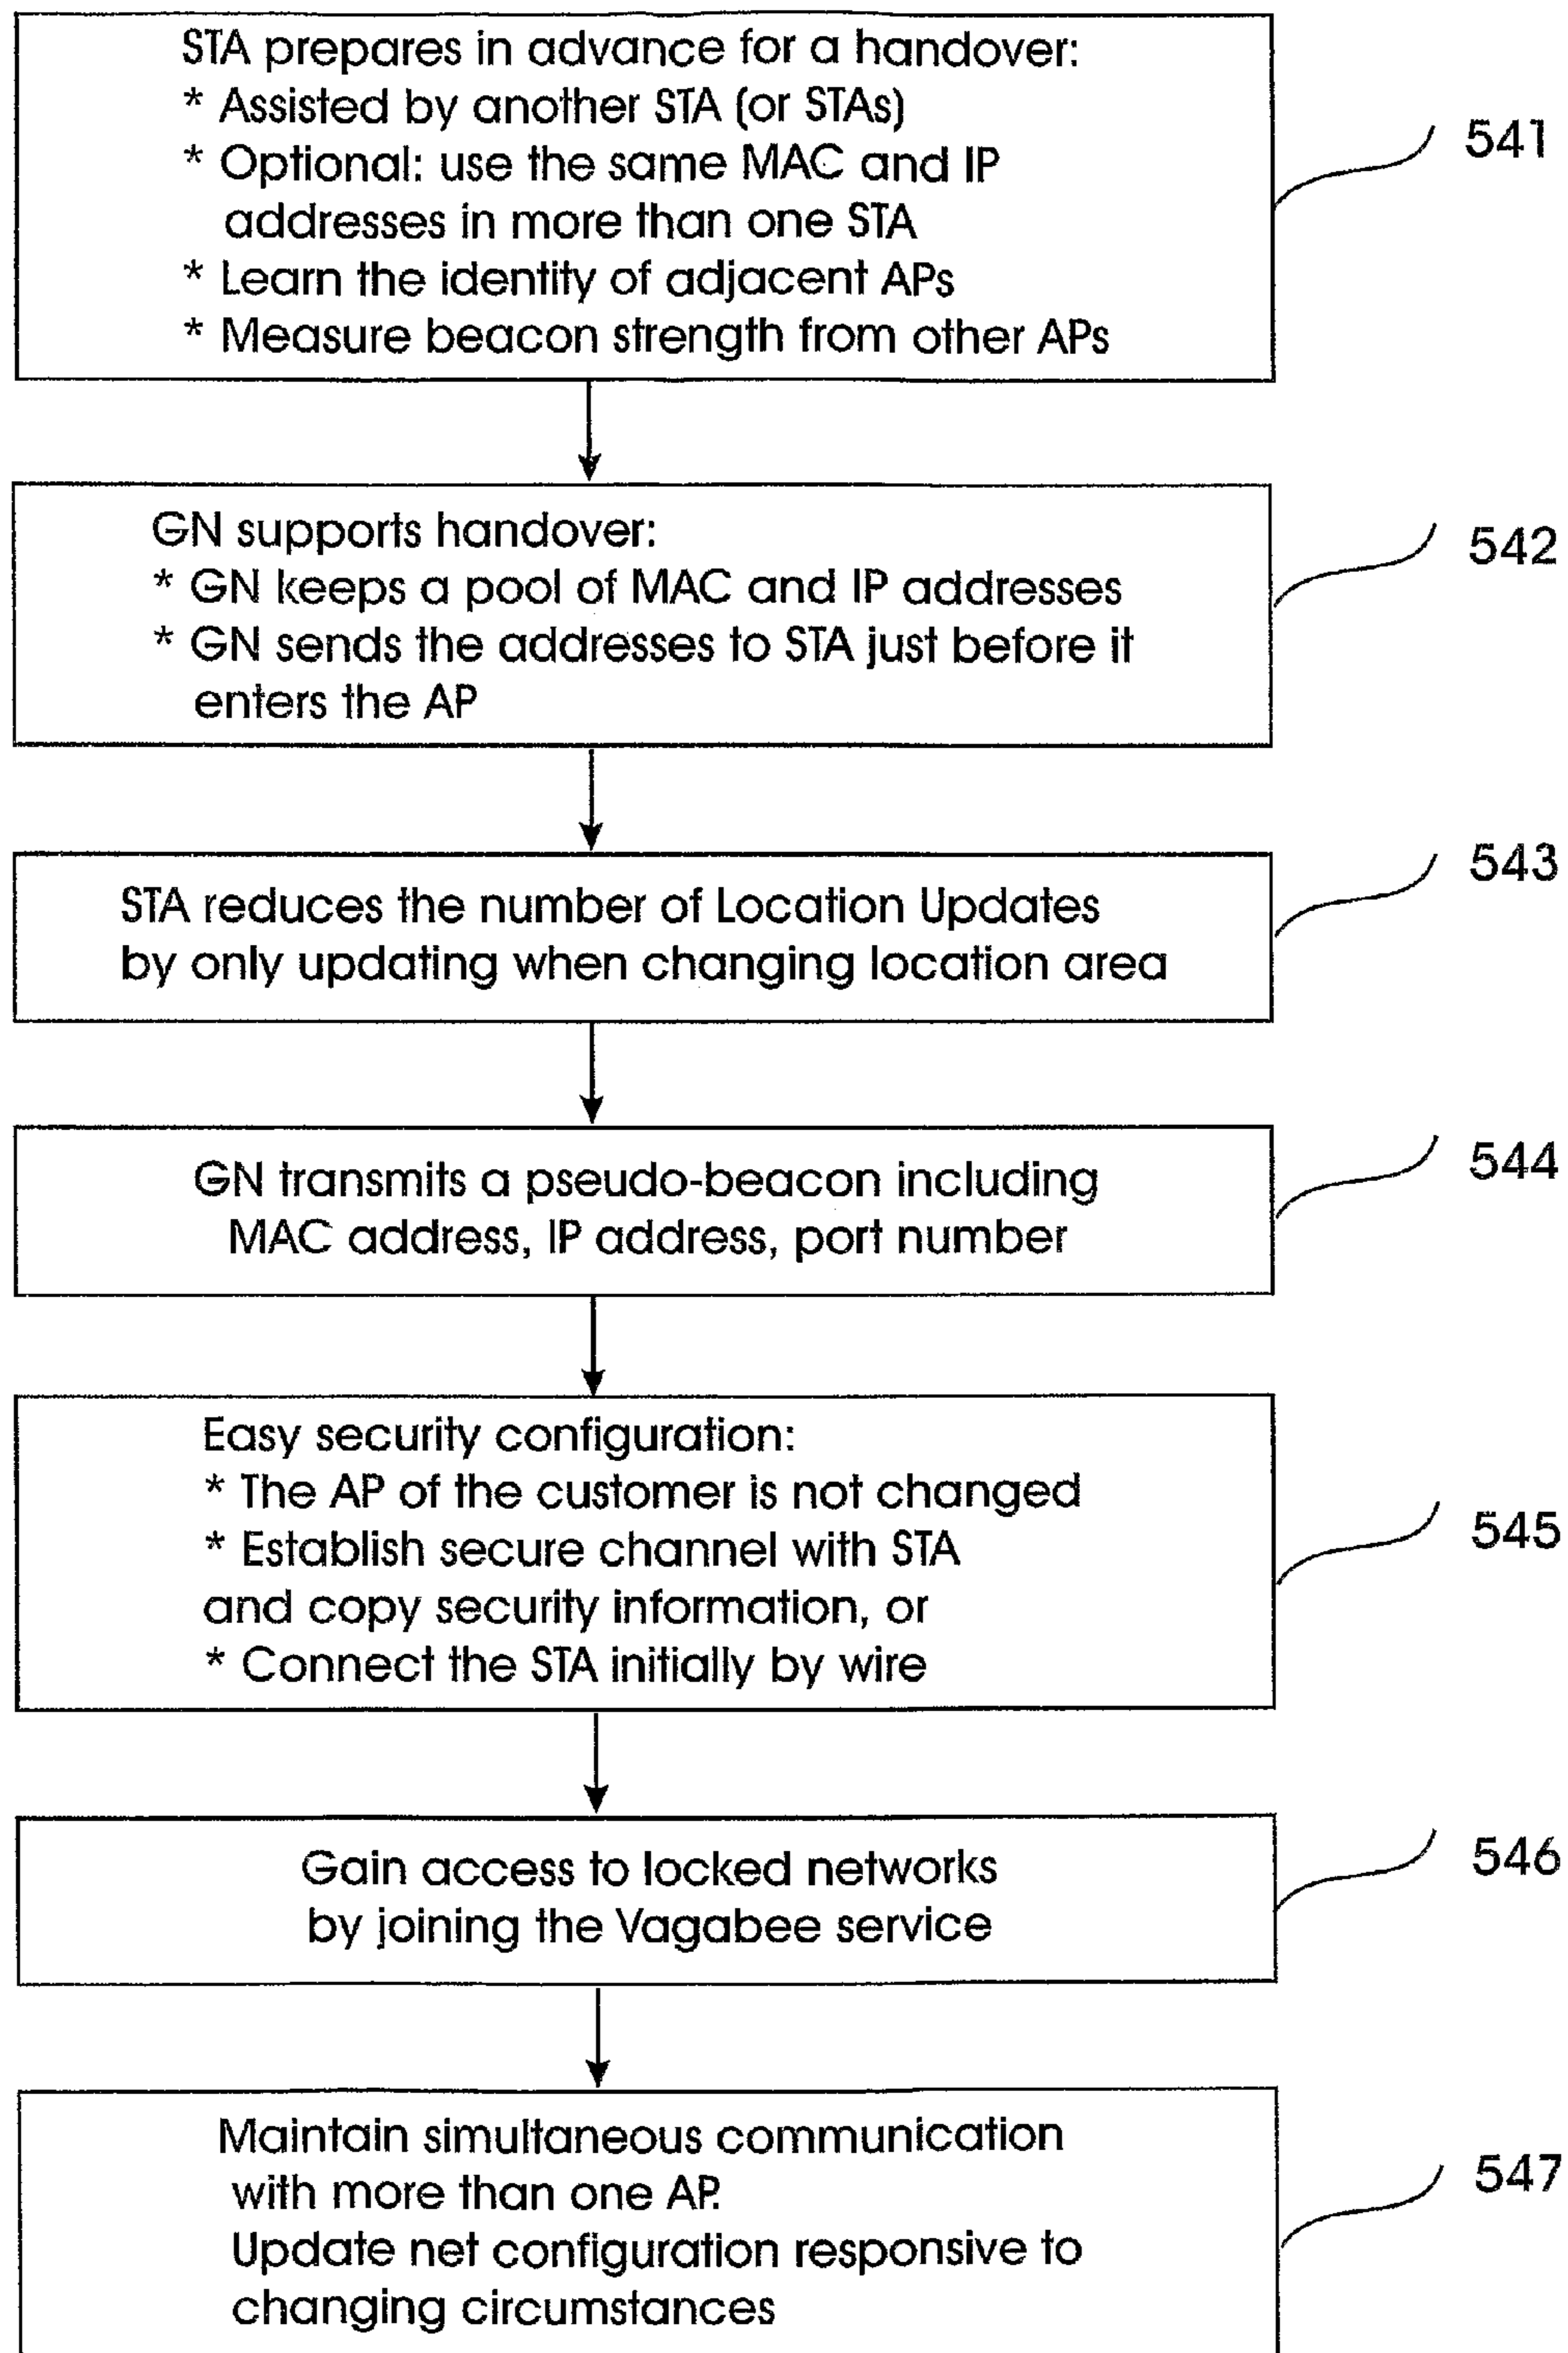 STA prepares in advance for a handover:
* Assisted by another STA (or STAs)
* Optional: use the same MAC and IP
addresses in more than one STA
* Learn the identity of adjacent APs
* Measure beacon strength from other APs
541
GN supports handover:
* GN keeps a pool of MAC and IP addresses
* GN sends the addresses to STA just before it
enters the AP
542
STA reduces the number of Location Updates
by only updating when changing location area
543
GN transmits a pseudo-beacon including
MAC address, IP address, port number
544
Easy security configuration:
* The AP of the customer is not changed
* Establish secure channel with STA
and copy security information, or
* Connect the STA initially by wire
545
Gain access to locked networks
by joining the Vagabee service
546
Maintain simultaneous communication
with more than one AP.
Update net configuration responsive to
changing circumstances
547